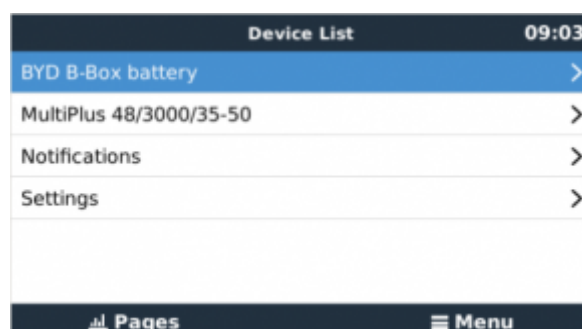 Device List 09:03
BYD B-Box battery
MultiPlus 48/3000/35-50
Notifications
Settings
Pages Menu